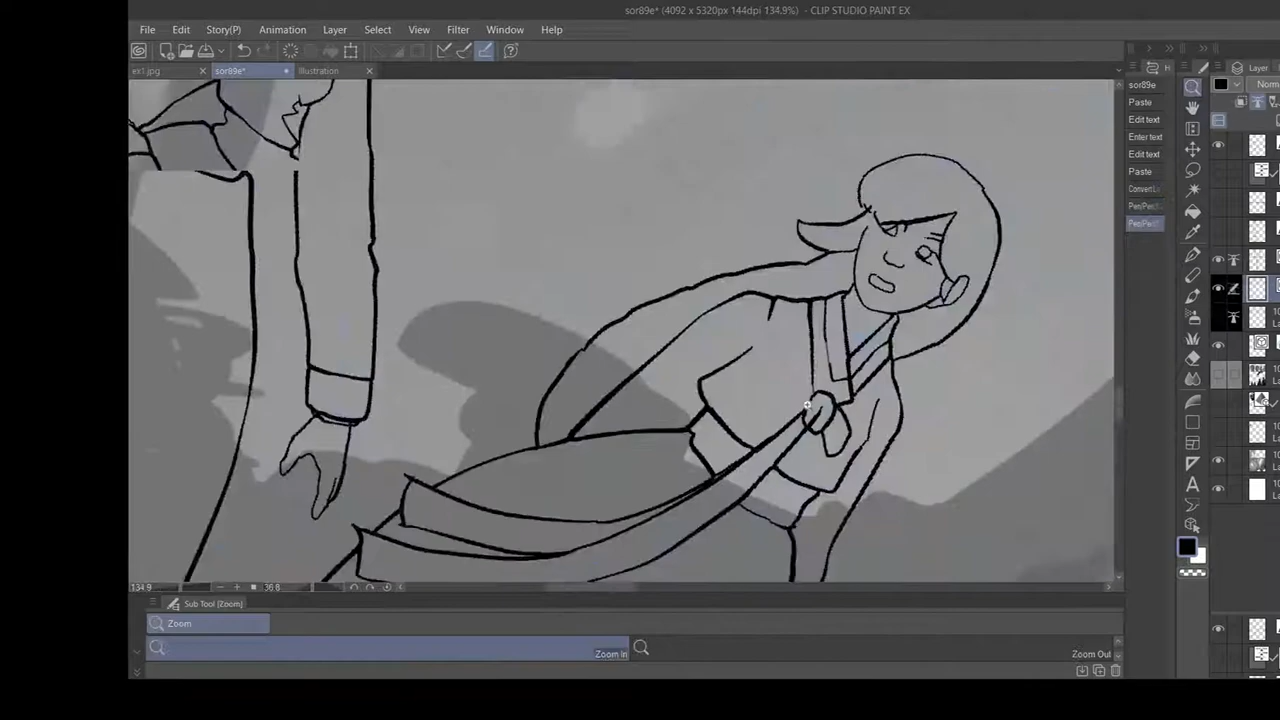 sor89e* (4092 x 5320px 144dpi 134.9%) - CLIP STUDIO PAINT EX
File Edit Story(P) Animation Layer Select View Filter Window Help
ex1.jpg sor89e* Illustration
Layer
H
sor89e
Paste
Edit text
Enter text
Edit text
Paste
134.9
36.8
Sub Tool [Zoom]
Zoom
Zoom In
Zoom Out